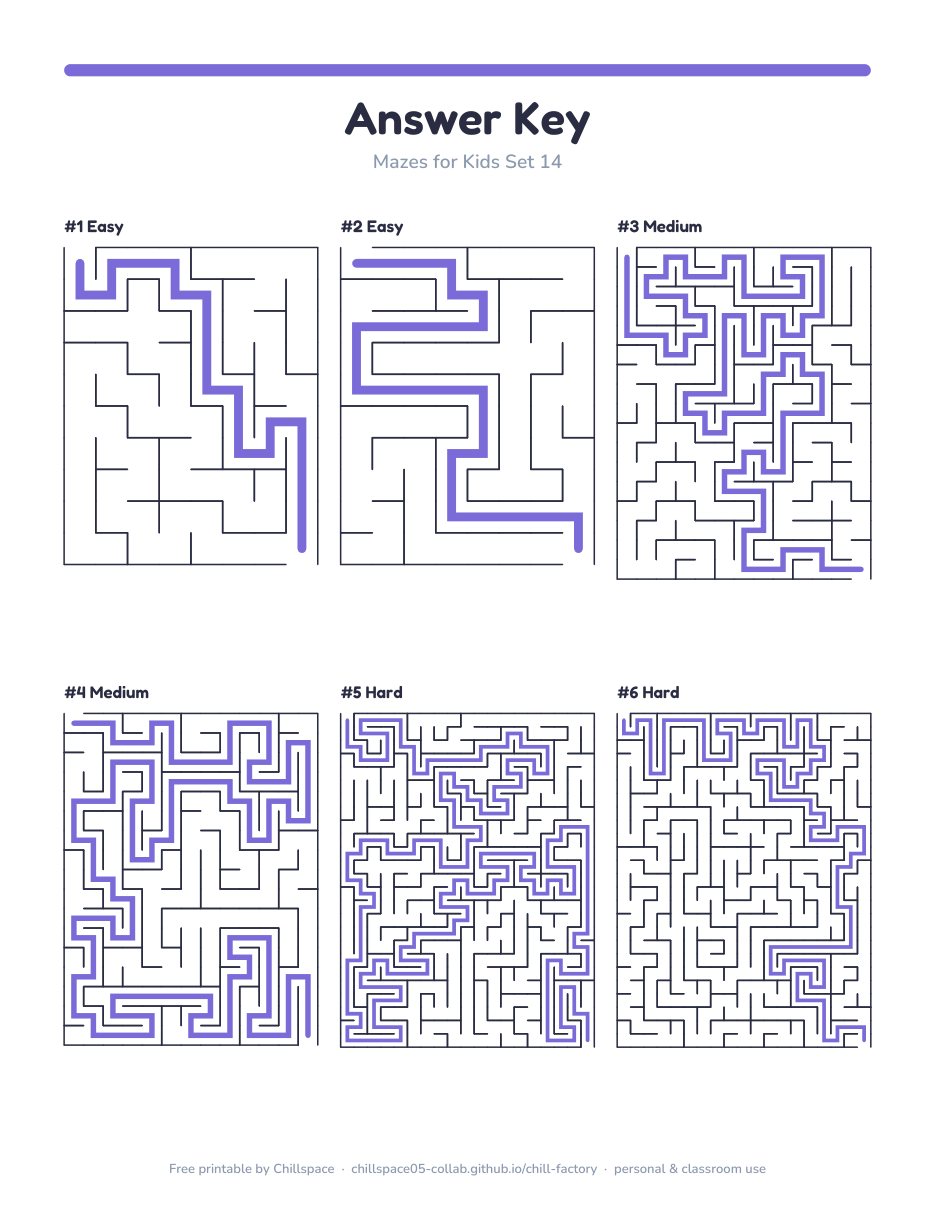 Answer Key
Mazes for Kids Set 14
#1 Easy
#2 Easy
#3 Medium
#4 Medium
#5 Hard
#6 Hard
Free printable by Chillspace · chillspace05-collab.github.io/chill-factory · personal & classroom use